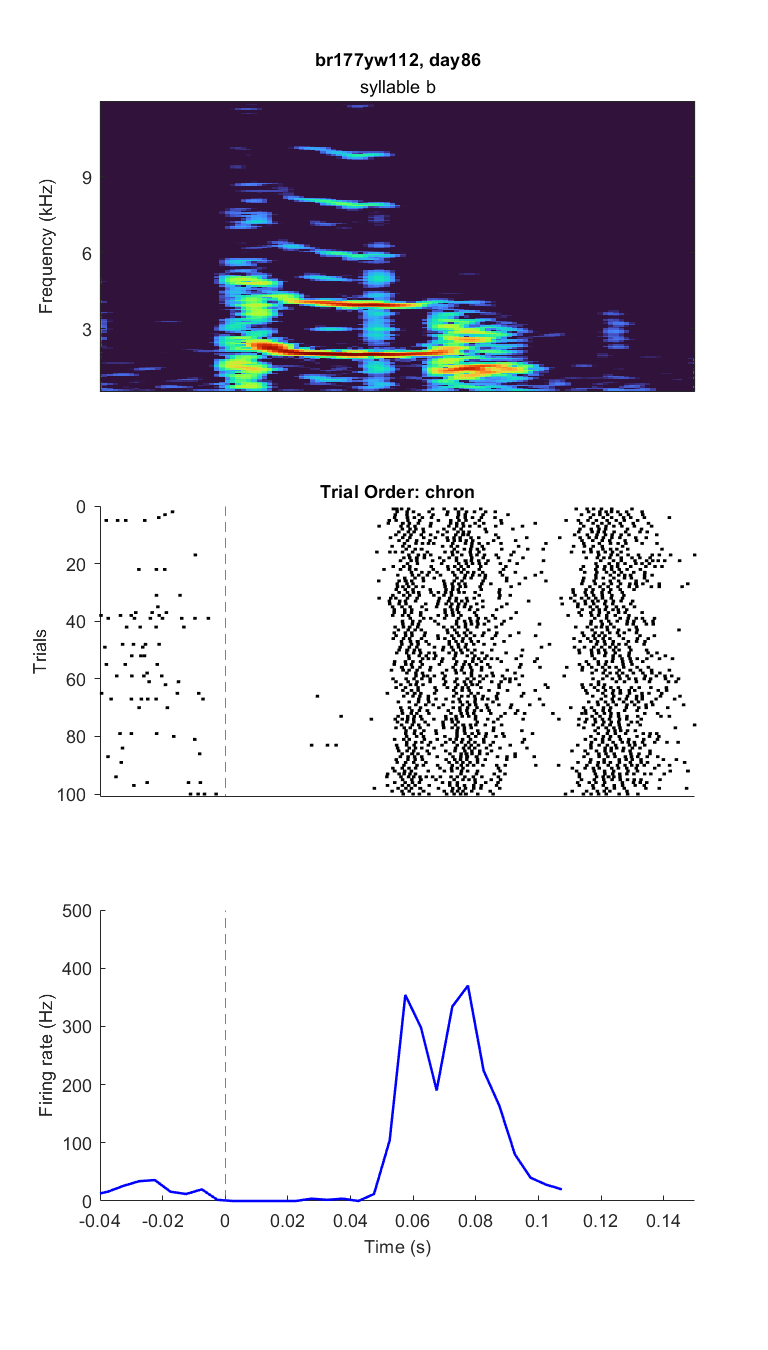 br177yw112, day86
syllable b
9
6
3
Frequency (kHz)
Trial Order: chron
0
20
40
60
80
100
Trials
500
400
300
200
100
0
Firing rate (Hz)
-0.04 -0.02 0 0.02 0.04 0.06 0.08 0.1 0.12 0.14
Time (s)